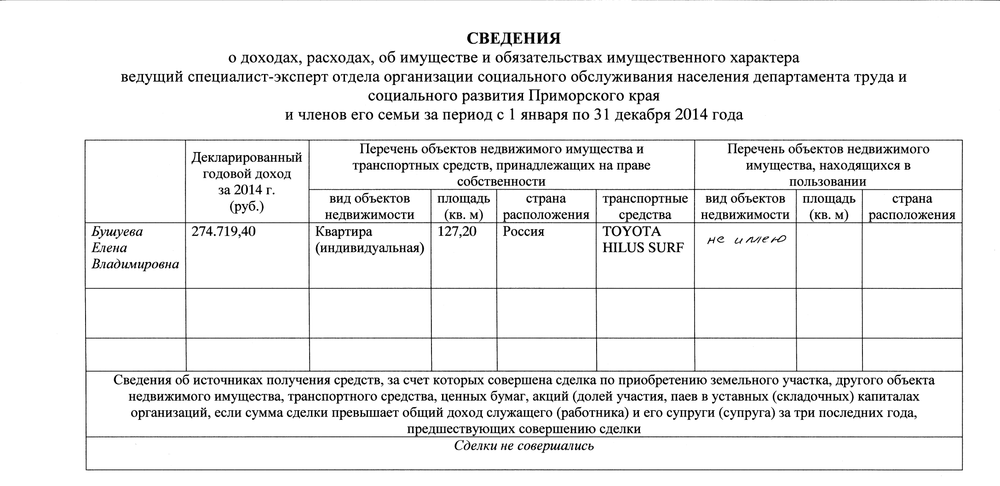 СВЕДЕНИЯ
о доходах, расходах, об имуществе и обязательствах имущественного характера
ведущий специалист-эксперт отдела организации социального обслуживания населения департамента труда и
социального развития Приморского края
и членов его семьи за период с 1 января по 31 декабря 2014 года
Декларированный
годовой доход
за 2014 г.
(руб.)
Перечень объектов недвижимого имущества и
транспортных средств, принадлежащих на праве
собственности
Перечень объектов недвижимого
имущества, находящихся в
пользовании
вид объектов
недвижимости
площадь
(кв. м)
страна
расположения
транспортные
средства
вид объектов
недвижимости
площадь
(кв. м)
страна
расположения
Бушуева
Елена
Владимировна
274.719,40
Квартира
(индивидуальная)
127,20
Россия
TOYOTA
HILUS SURF
не имею
Сведения об источниках получения средств, за счет которых совершена сделка по приобретению земельного участка, другого объекта
недвижимого имущества, транспортного средства, ценных бумаг, акций (долей участия, паев в уставных (складочных) капиталах
организаций, если сумма сделки превышает общий доход служащего (работника) и его супруги (супруга) за три последних года,
предшествующих совершению сделки
Сделки не совершались